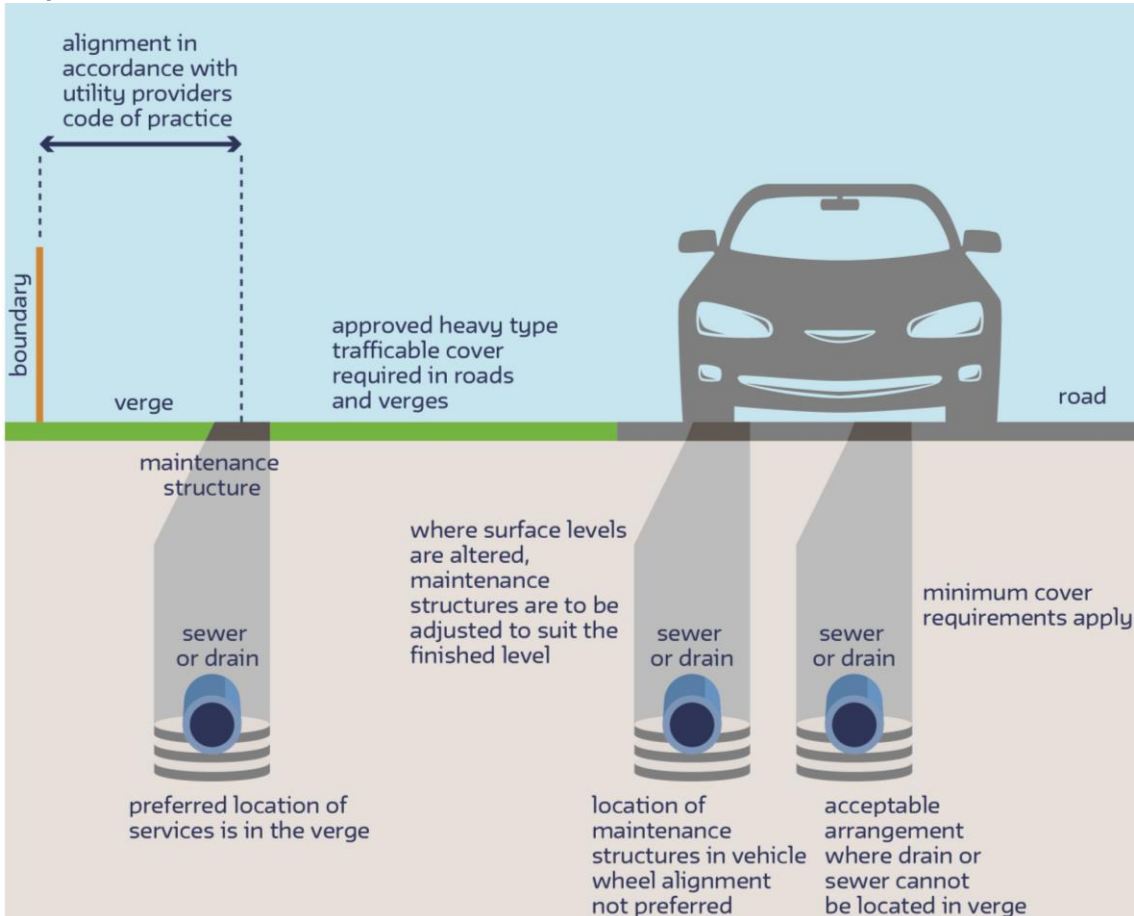 alignment in
accordance with
utility providers
code of practice
boundary
verge
approved heavy type
trafficable cover
required in roads
and verges
road
maintenance
structure
where surface levels
are altered,
maintenance
structures are to be
adjusted to suit the
finished level
minimum cover
requirements apply
sewer
or drain
sewer
or drain
sewer
or drain
preferred location of
services is in the verge
location of
maintenance
structures in vehicle
wheel alignment
not preferred
acceptable
arrangement
where drain or
sewer cannot
be located in verge